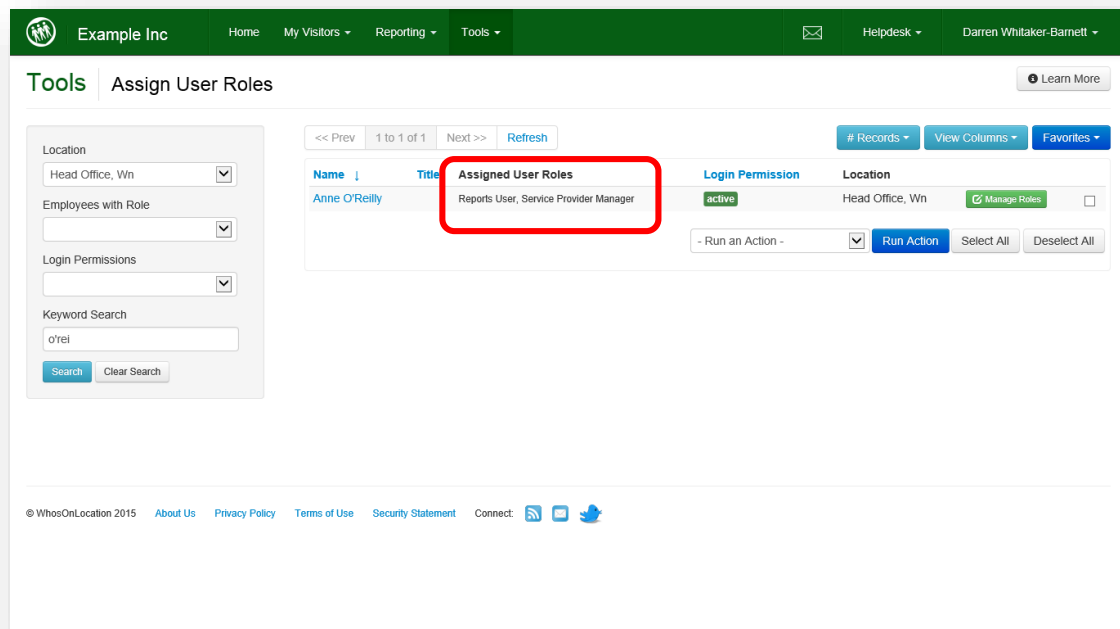 Example Inc Home My Visitors Reporting Tools Helpdesk Darren Whitaker-Barnett
Tools Assign User Roles Learn More
Location
Head Office, Wn
Employees with Role
Login Permissions
Keyword Search
o'rei
Search Clear Search
<< Prev 1 to 1 of 1 Next >> Refresh # Records View Columns Favorites
Name ↓ Title Assigned User Roles Login Permission Location
Anne O'Reilly Reports User, Service Provider Manager active Head Office, Wn Manage Roles
- Run an Action - Run Action Select All Deselect All
© WhosOnLocation 2015 About Us Privacy Policy Terms of Use Security Statement Connect: